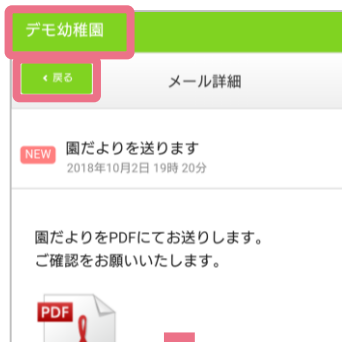 デモ幼稚園
< 戻る
メール詳細
NEW
園だよりを送ります
2018年10月2日 19時 20分
園だよりをPDFにてお送りします。
ご確認をお願いいたします。
PDF